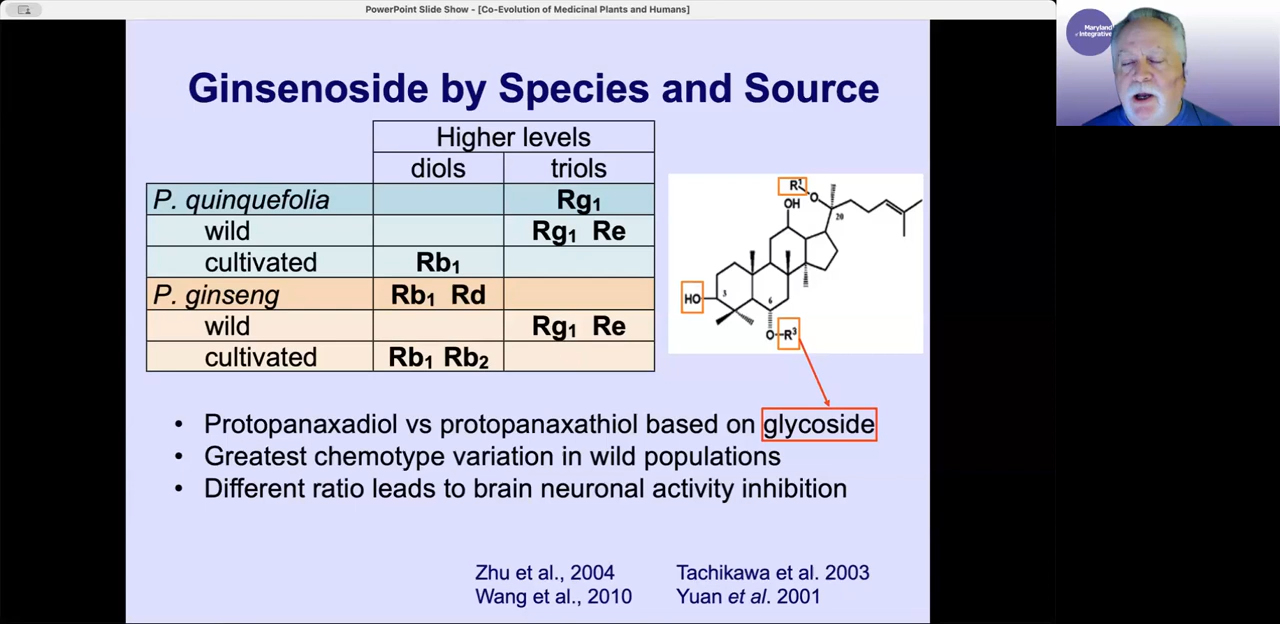 PowerPoint Slide Show - [Co-Evolution of Medicinal Plants and Humans]
Maryland
Integrative
Ginsenoside by Species and Source
Higher levels
diols triols
P. quinquefolia Rg1
wild Rg1 Re
cultivated Rb1
P. ginseng Rb1 Rd
wild Rg1 Re
cultivated Rb1 Rb2
R1
O
OH
20
HO
3
6
O-R3
• Protopanaxadiol vs protopanaxathiol based on glycoside
• Greatest chemotype variation in wild populations
• Different ratio leads to brain neuronal activity inhibition
Zhu et al., 2004 Tachikawa et al. 2003
Wang et al., 2010 Yuan et al. 2001